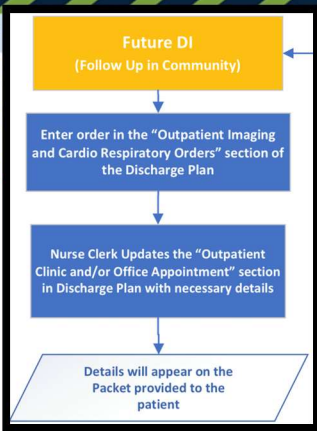 Future DI
(Follow Up in Community)
Enter order in the “Outpatient Imaging
and Cardio Respiratory Orders” section of
the Discharge Plan
Nurse Clerk Updates the “Outpatient
Clinic and/or Office Appointment” section
in Discharge Plan with necessary details
Details will appear on the
Packet provided to the
patient